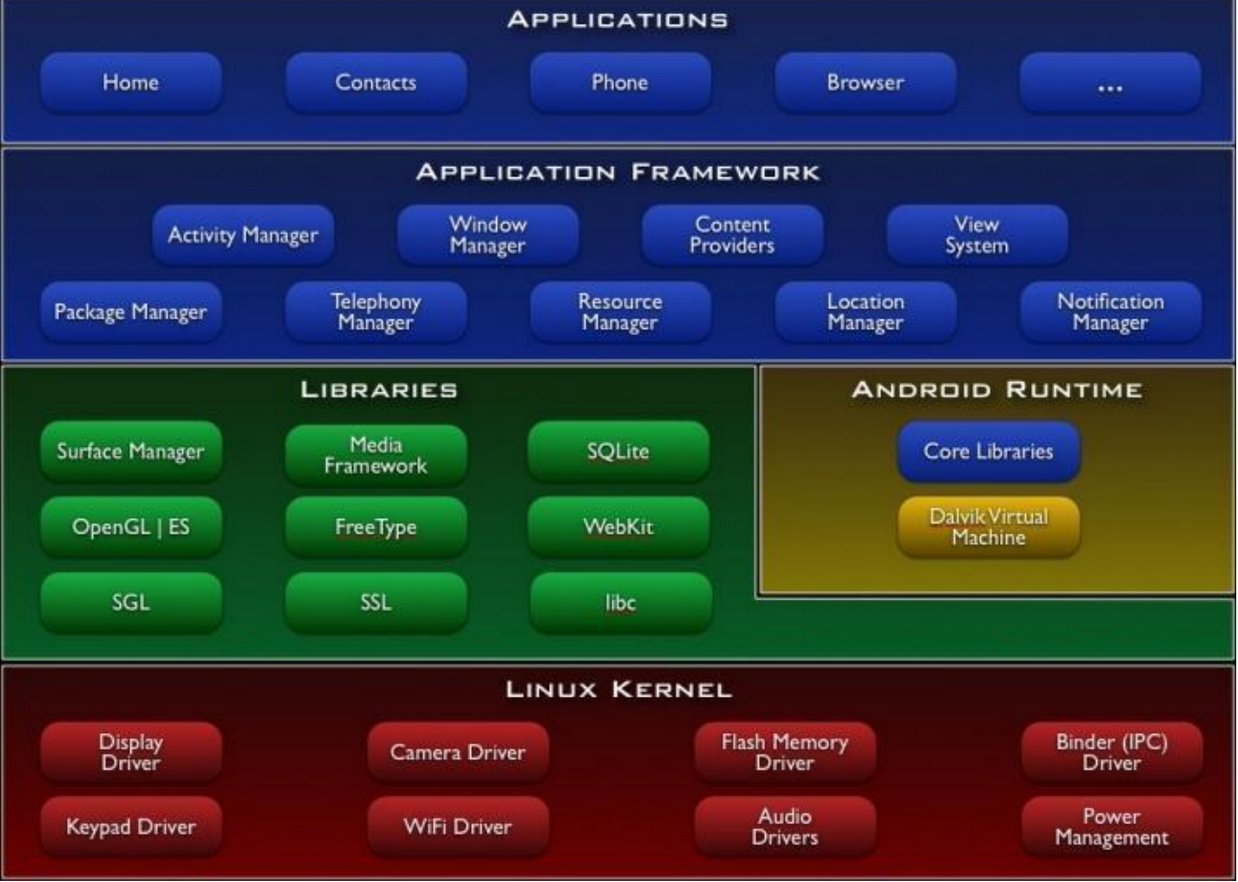 APPLICATIONS
Home
Contacts
Phone
Browser
...
APPLICATION FRAMEWORK
Activity Manager
Window
Manager
Content
Providers
View
System
Package Manager
Telephony
Manager
Resource
Manager
Location
Manager
Notification
Manager
LIBRARIES
Surface Manager
Media
Framework
SQLite
OpenGL | ES
FreeType
WebKit
SGL
SSL
libc
ANDROID RUNTIME
Core Libraries
Dalvik Virtual
Machine
LINUX KERNEL
Display
Driver
Camera Driver
Flash Memory
Driver
Binder (IPC)
Driver
Keypad Driver
WiFi Driver
Audio
Drivers
Power
Management